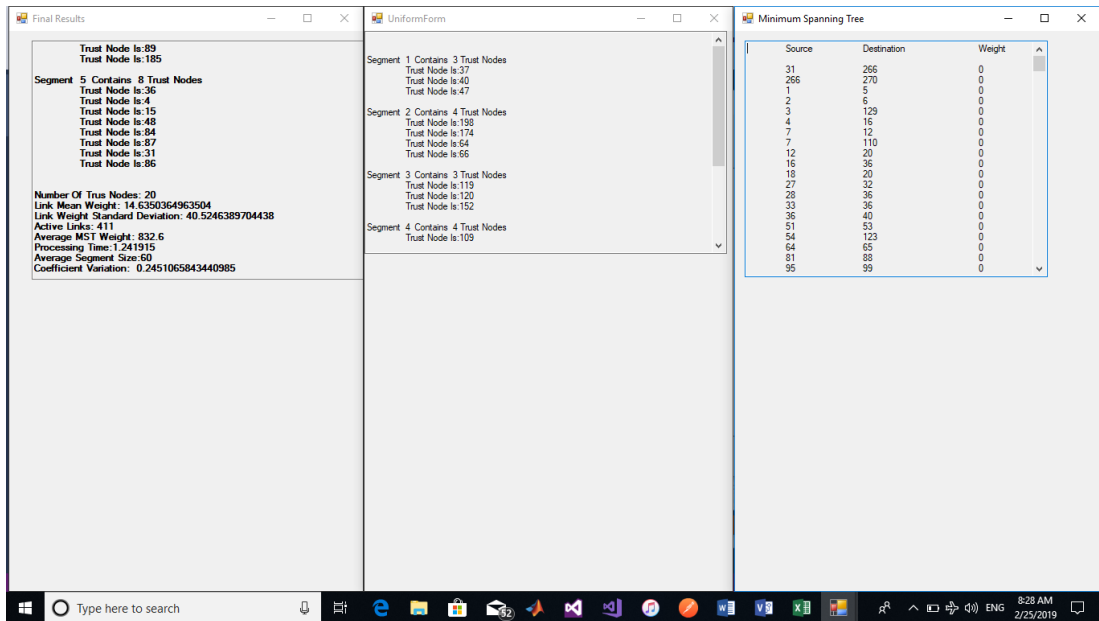 Final Results
Trust Node Is:89
Trust Node Is:185
Segment 5 Contains 8 Trust Nodes
Trust Node Is:36
Trust Node Is:4
Trust Node Is:15
Trust Node Is:48
Trust Node Is:84
Trust Node Is:87
Trust Node Is:31
Trust Node Is:86
Number Of Trus Nodes: 20
Link Mean Weight: 14.6350364963504
Link Weight Standard Deviation: 40.5246389704438
Active Links: 411
Average MST Weight: 832.6
Processing Time:1.241915
Average Segment Size:60
Coefficient Variation: 0.2451065843440985
UniformForm
Segment 1 Contains 3 Trust Nodes
Trust Node Is:37
Trust Node Is:40
Trust Node Is:47
Segment 2 Contains 4 Trust Nodes
Trust Node Is:198
Trust Node Is:174
Trust Node Is:64
Trust Node Is:66
Segment 3 Contains 3 Trust Nodes
Trust Node Is:119
Trust Node Is:120
Trust Node Is:152
Segment 4 Contains 4 Trust Nodes
Trust Node Is:109
Minimum Spanning Tree
Source Destination Weight
31 266 0
266 270 0
1 5 0
2 6 0
3 129 0
4 16 0
7 12 0
7 110 0
12 20 0
16 36 0
18 20 0
27 32 0
28 36 0
33 36 0
36 40 0
51 53 0
54 123 0
64 65 0
81 88 0
95 99 0
Type here to search
52
ENG
8:28 AM
2/25/2019